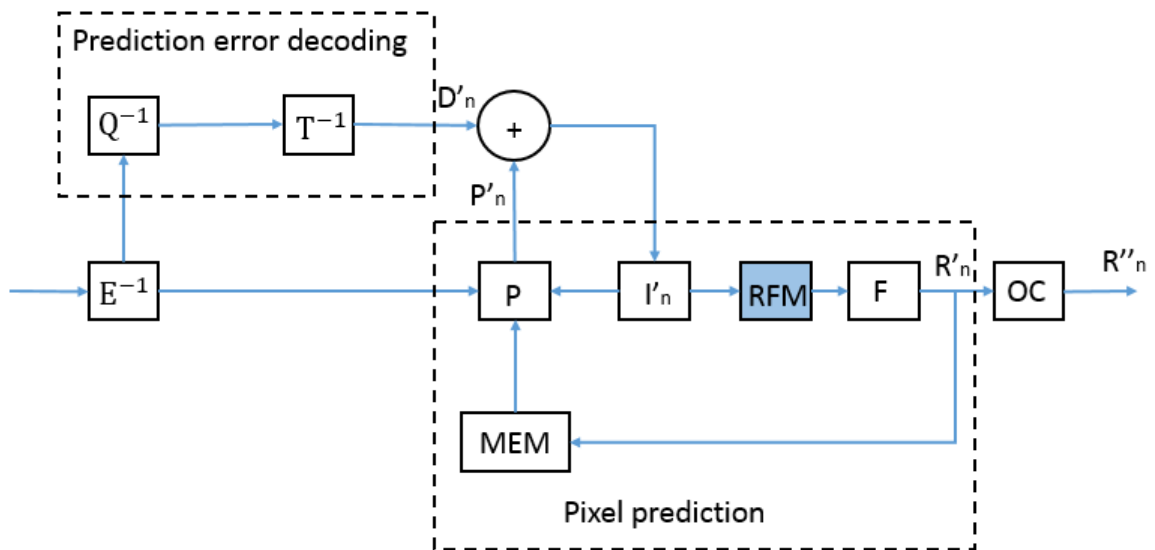 Prediction error decoding
Q⁻¹
T⁻¹
D'ₙ
+
P'ₙ
E⁻¹
P
I'ₙ
RFM
F
R'ₙ
OC
R''ₙ
MEM
Pixel prediction